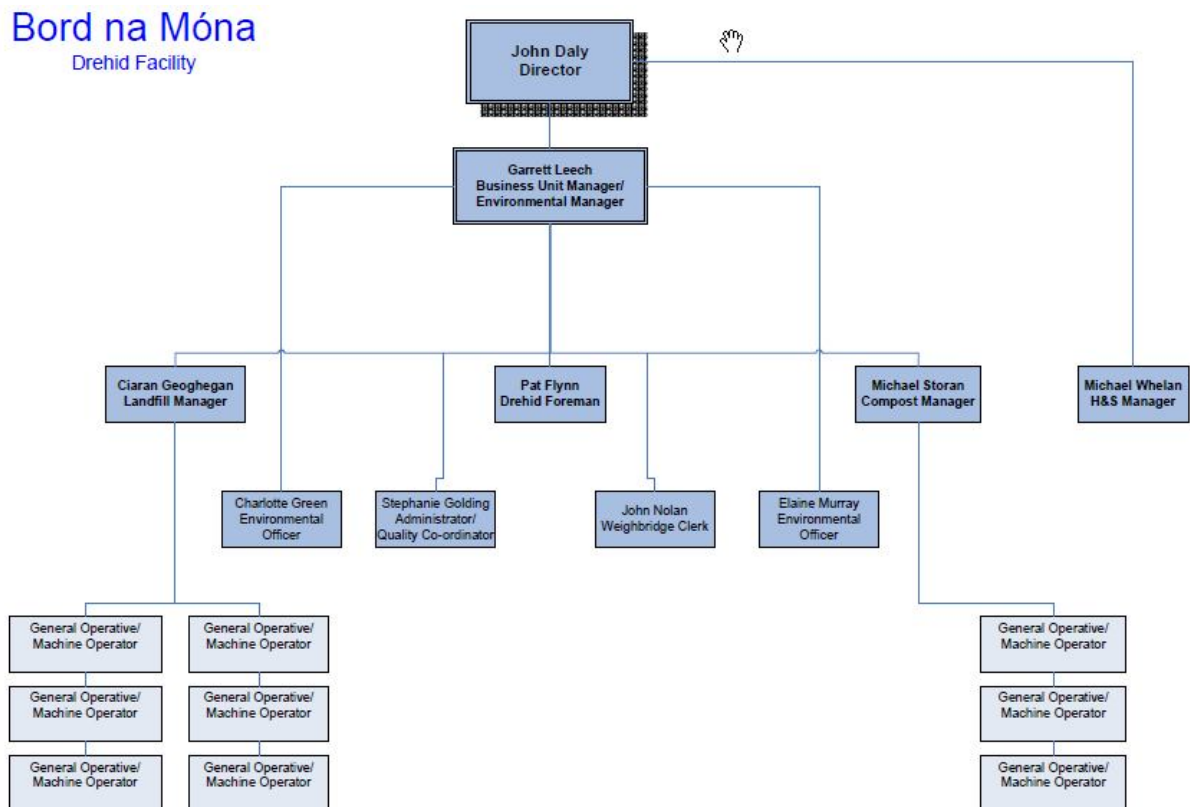 Bord na Móna
Drehid Facility
John Daly
Director
Garrett Leech
Business Unit Manager/
Environmental Manager
Ciaran Geoghegan
Landfill Manager
Pat Flynn
Drehid Foreman
Michael Storan
Compost Manager
Michael Whelan
H&S Manager
Charlotte Green
Environmental
Officer
Stephanie Golding
Administrator/
Quality Co-ordinator
John Nolan
Weighbridge Clerk
Elaine Murray
Environmental
Officer
General Operative/
Machine Operator
General Operative/
Machine Operator
General Operative/
Machine Operator
General Operative/
Machine Operator
General Operative/
Machine Operator
General Operative/
Machine Operator
General Operative/
Machine Operator
General Operative/
Machine Operator
General Operative/
Machine Operator